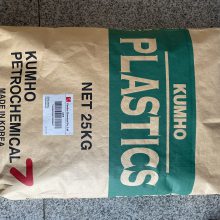 KUMHO
PLASTICS
NET 25KG
KUMHO
PETROCHEMICAL
MADE IN KOREA